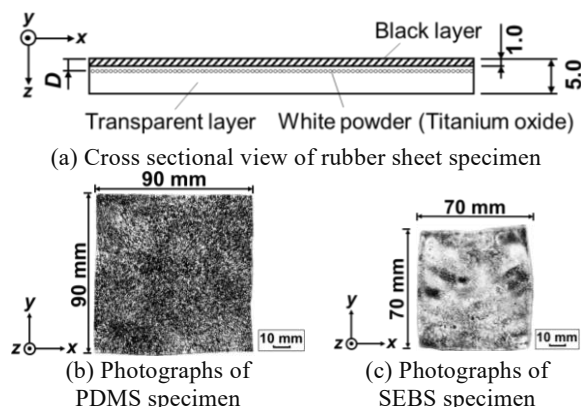 y
x
z
D
Black layer
1.0
5.0
Transparent layer
White powder (Titanium oxide)
(a) Cross sectional view of rubber sheet specimen
90 mm
90 mm
y
z
x
10 mm
70 mm
70 mm
y
z
x
10 mm
(b) Photographs of
PDMS specimen
(c) Photographs of
SEBS specimen